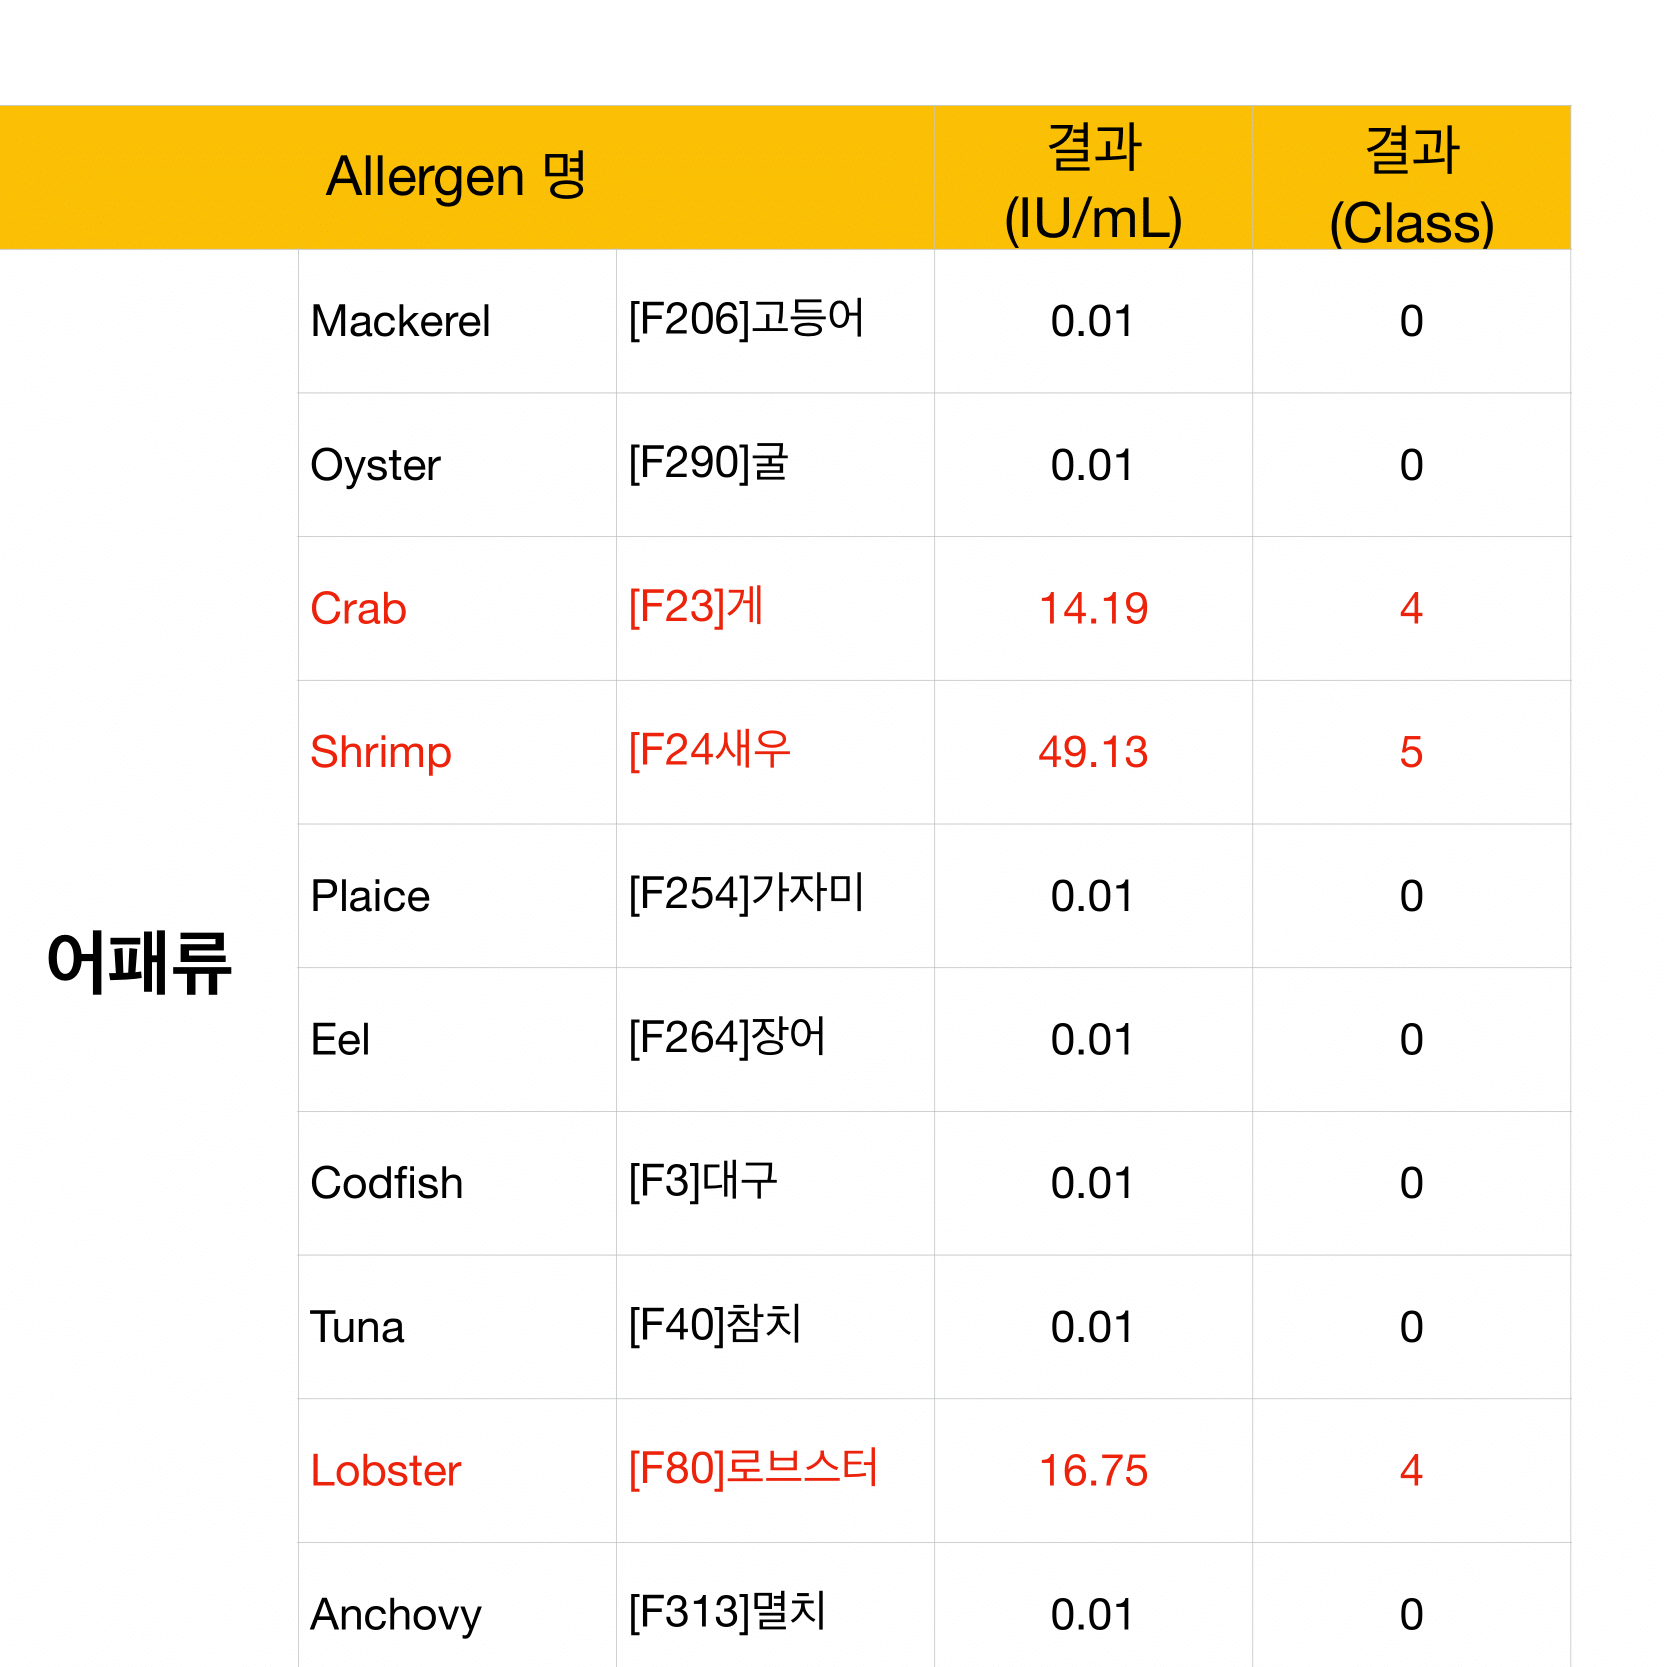 Allergen 명 결과 (IU/mL) 결과 (Class)
Mackerel [F206]고등어 0.01 0
Oyster [F290]굴 0.01 0
Crab [F23]게 14.19 4
Shrimp [F24새우 49.13 5
Plaice [F254]가자미 0.01 0
어패류
Eel [F264]장어 0.01 0
Codfish [F3]대구 0.01 0
Tuna [F40]참치 0.01 0
Lobster [F80]로브스터 16.75 4
Anchovy [F313]멸치 0.01 0